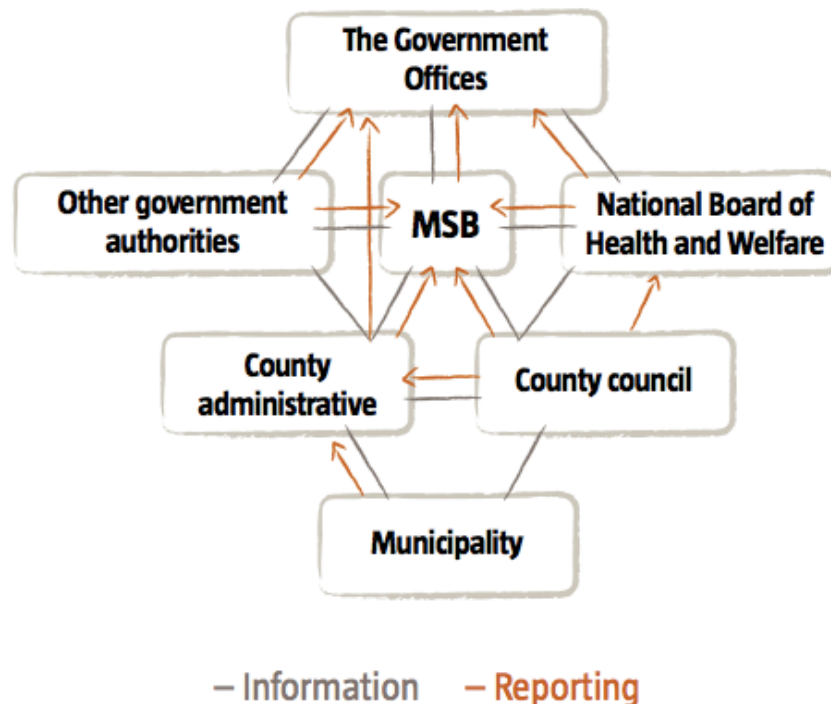 The Government
Offices
Other government
authorities
MSB
National Board of
Health and Welfare
County
administrative
County council
Municipality
– Information – Reporting